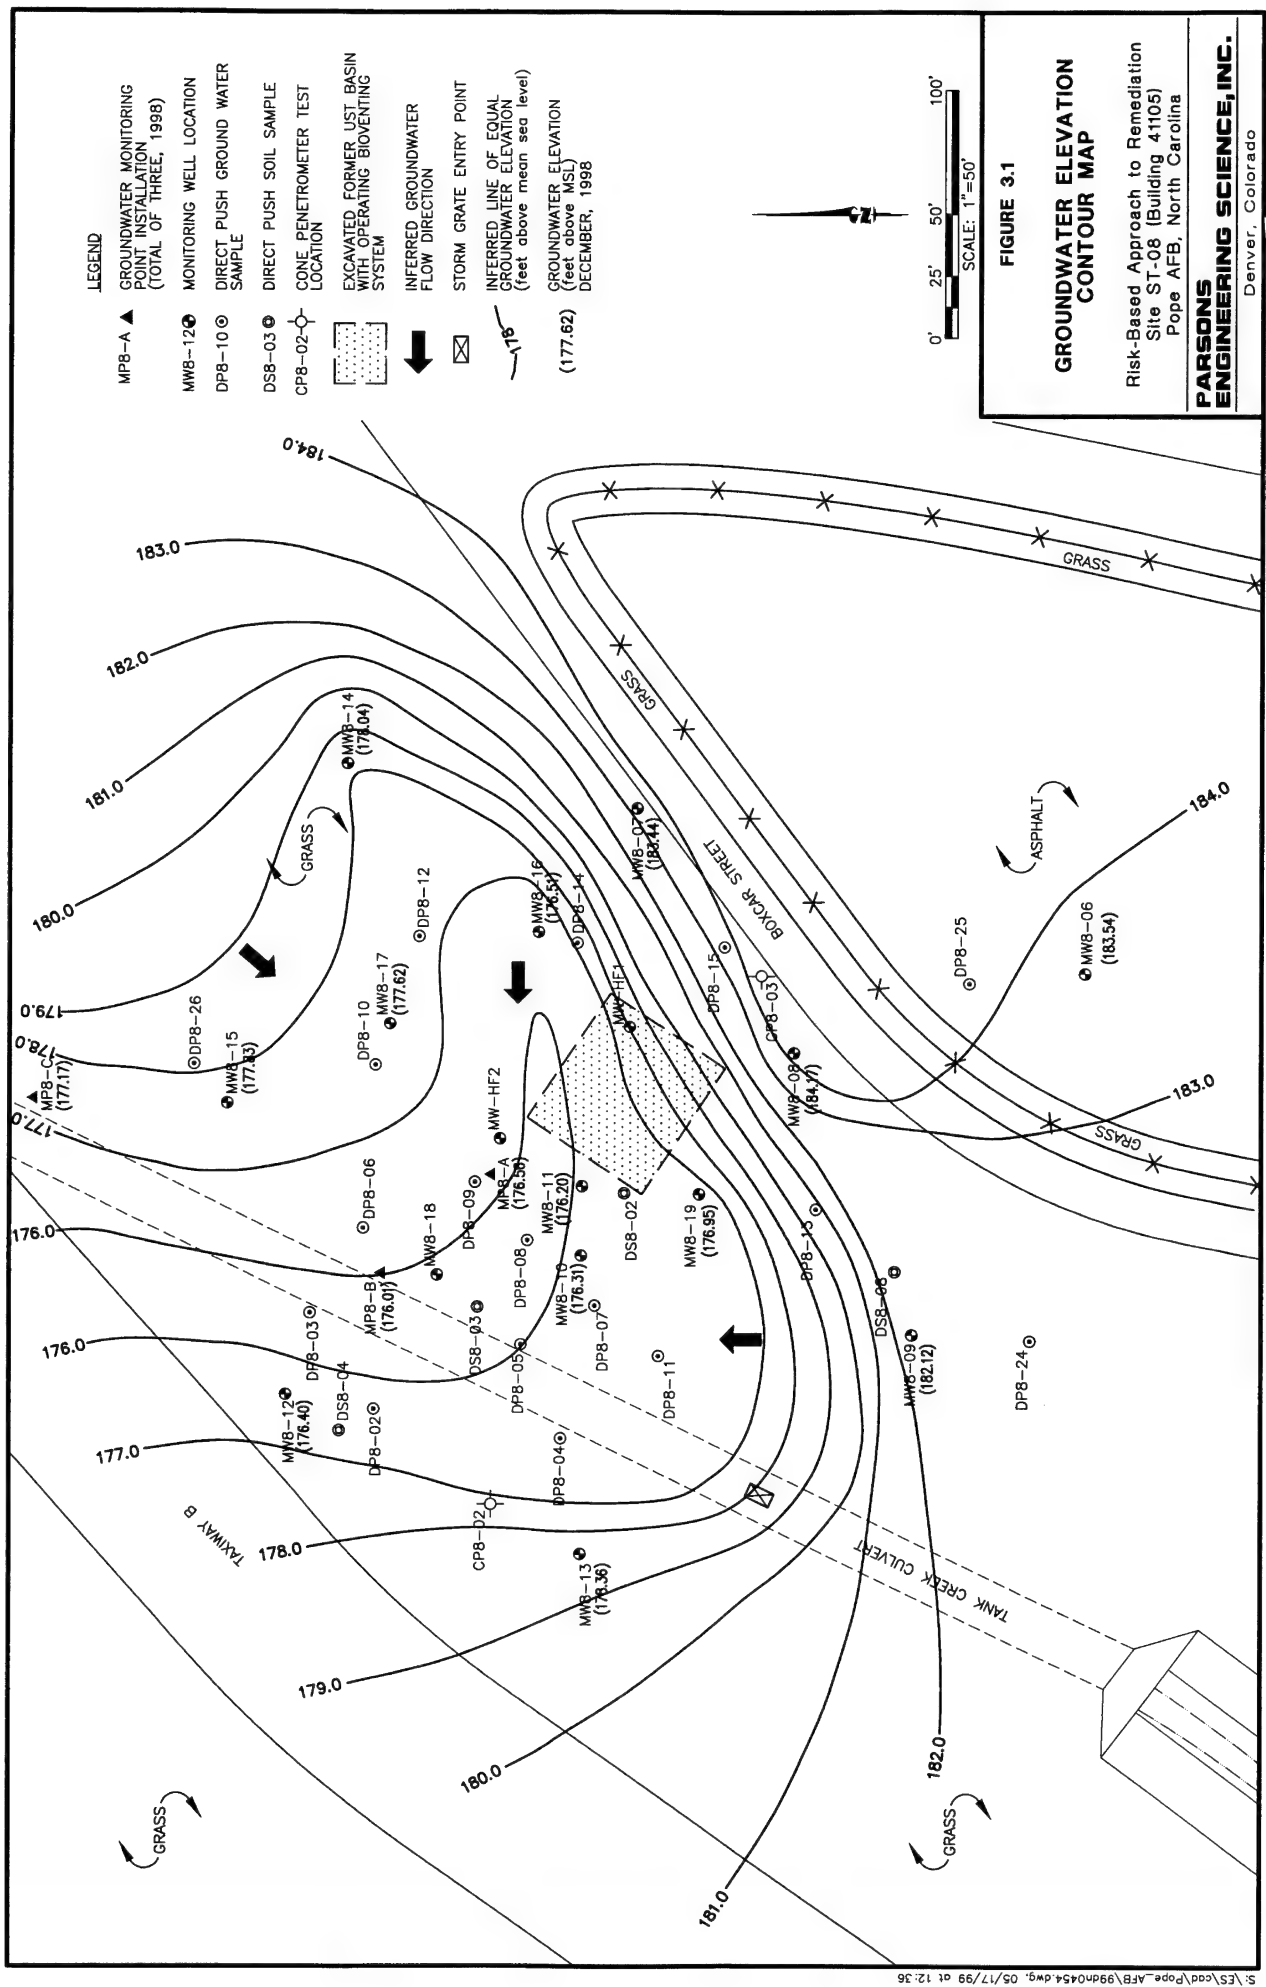 LEGEND
MP8-A
GROUNDWATER MONITORING
POINT INSTALLATION
(TOTAL OF THREE, 1998)
MW8-12
MONITORING WELL LOCATION
DP8-10
DIRECT PUSH GROUND WATER
SAMPLE
DS8-03
DIRECT PUSH SOIL SAMPLE
CP8-02
CONE PENETROMETER TEST
LOCATION
EXCAVATED FORMER UST BASIN
WITH OPERATING BIOVENTING
SYSTEM
INFERRED GROUNDWATER
FLOW DIRECTION
STORM GRATE ENTRY POINT
178
INFERRED LINE OF EQUAL
GROUNDWATER ELEVATION
(feet above mean sea level)
(177.62)
GROUNDWATER ELEVATION
(feet above MSL)
DECEMBER, 1998
N
0' 25' 50' 100'
SCALE: 1"=50'
FIGURE 3.1
GROUNDWATER ELEVATION
CONTOUR MAP
Risk-Based Approach to Remediation
Site ST-08 (Building 41105)
Pope AFB, North Carolina
PARSONS
ENGINEERING SCIENCE, INC.
Denver, Colorado
184.0
183.0
182.0
181.0
180.0
179.0
178.0
177.0
176.0
176.0
177.0
178.0
179.0
180.0
181.0
182.0
183.0
184.0
MW8-14
(178.04)
GRASS
DP8-12
MW8-16
(176.51)
DP8-14
MW8-07
(183.44)
BOXCAR STREET
GRASS
GRASS
GRASS
ASPHALT
DP8-25
MW8-06
(183.54)
DP8-26
MW8-15
(177.83)
MP8-C
(177.17)
DP8-10
MW8-17
(177.62)
MW-HF1
MW-HF2
DP8-15
CP8-03
MW8-08
(184.17)
DP8-06
MW8-18
DP8-09
MP8-A
(176.58)
MW8-11
(176.20)
DS8-02
MW8-19
(176.95)
DP8-13
DS8-06
MW8-09
(182.12)
DP8-24
MP8-B
(176.01)
DP8-03
DS8-03
DP8-08
MW8-10
(176.31)
DP8-07
DP8-05
DP8-11
MW8-12
(176.40)
DS8-04
DP8-02
DP8-04
CP8-02
MW8-13
(178.36)
TAXIWAY B
TANK CREEK CULVERT
GRASS
GRASS
S:\ES\cad\Pope_AFB\99dn0454.dwg, 05/17/99 at 12:36